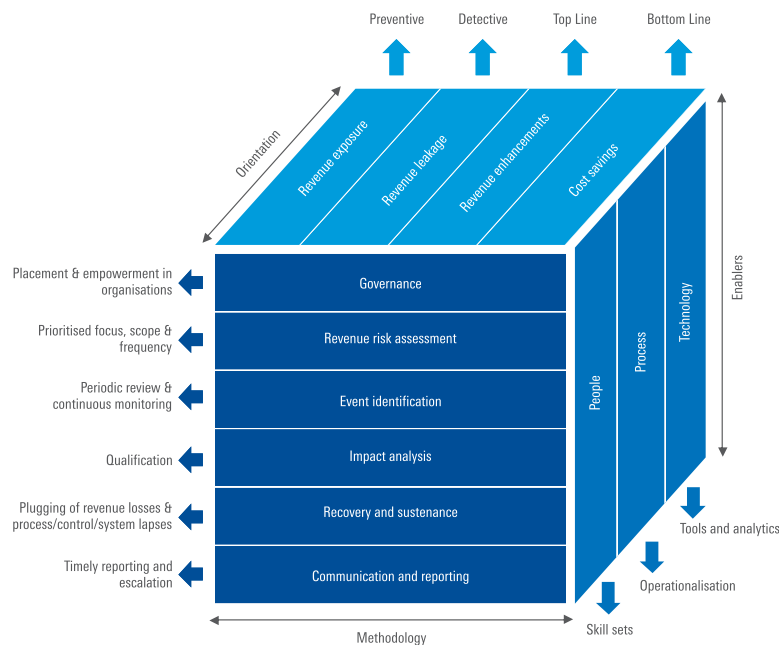 Preventive
Detective
Top Line
Bottom Line
Orientation
Revenue exposure
Revenue leakage
Revenue enhancements
Cost savings
Placement & empowerment in
organisations
Governance
Prioritised focus, scope &
frequency
Revenue risk assessment
Periodic review &
continuous monitoring
Event identification
Qualification
Impact analysis
Plugging of revenue losses &
process/control/system lapses
Recovery and sustenance
Timely reporting and
escalation
Communication and reporting
People
Process
Technology
Enablers
Tools and analytics
Operationalisation
Skill sets
Methodology